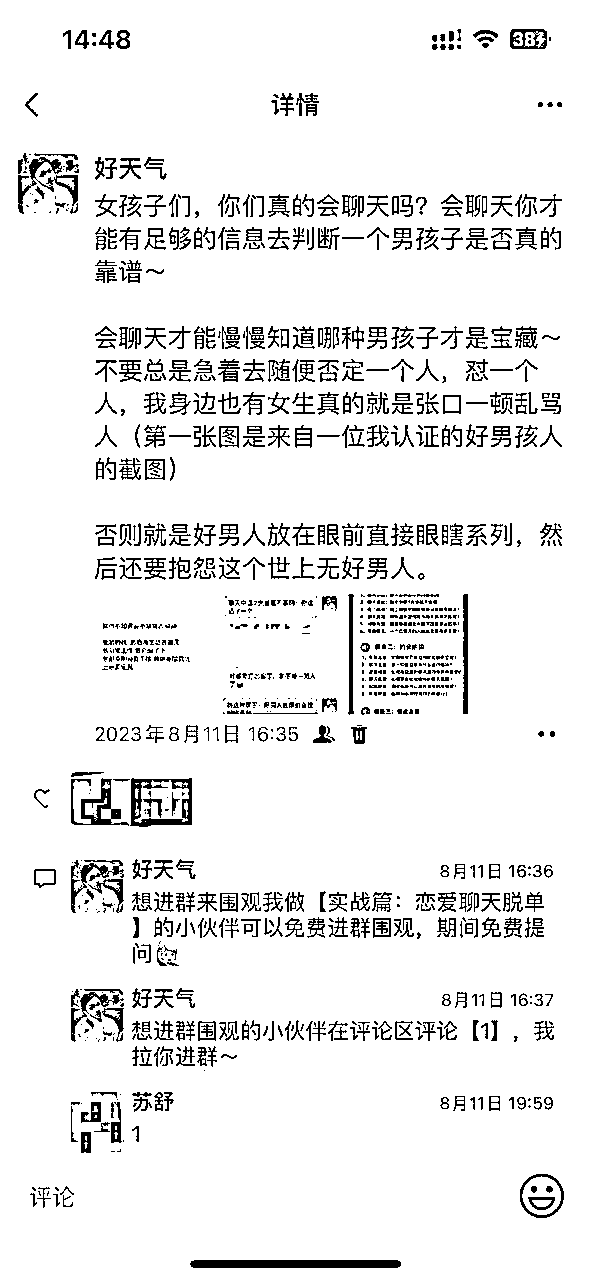 14:48
38
详情
好天气
女孩子们，你们真的会聊天吗？会聊天你才
能有足够的信息去判断一个男孩子是否真的
靠谱～
会聊天才能慢慢知道哪种男孩子才是宝藏～
不要总是急着去随便否定一个人，怼一个
人，我身边也有女生真的就是张口一顿乱骂
人（第一张图是来自一位我认证的好男孩人
的截图）
否则就是好男人放在眼前直接眼瞎系列，然
后还要抱怨这个世上无好男人。
2023年8月11日 16:35
好天气
8月11日 16:36
想进群来围观我做【实战篇：恋爱聊天脱单
】的小伙伴可以免费进群围观，期间免费提
问
好天气
8月11日 16:37
想进群围观的小伙伴在评论区评论【1】，我
拉你进群～
苏舒
8月11日 19:59
1
评论